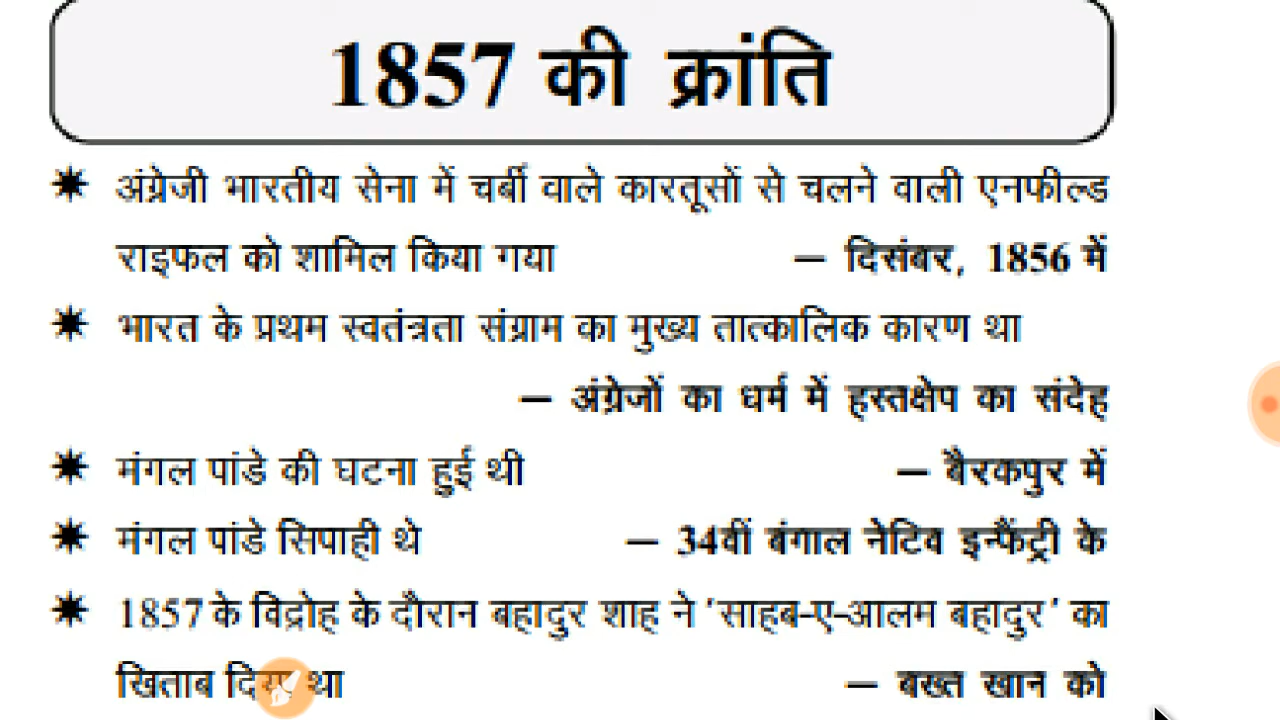 1857 की क्रांति
✷ अंग्रेजी भारतीय सेना में चर्बी वाले कारतूसों से चलने वाली एनफील्ड
राइफल को शामिल किया गया – दिसंबर, 1856 में
✷ भारत के प्रथम स्वतंत्रता संग्राम का मुख्य तात्कालिक कारण था
– अंग्रेजों का धर्म में हस्तक्षेप का संदेह
✷ मंगल पांडे की घटना हुई थी – बैरकपुर में
✷ मंगल पांडे सिपाही थे – 34वीं बंगाल नेटिव इन्फैंट्री के
✷ 1857 के विद्रोह के दौरान बहादुर शाह ने 'साहब-ए-आलम बहादुर' का
खिताब था – बख्त खान को